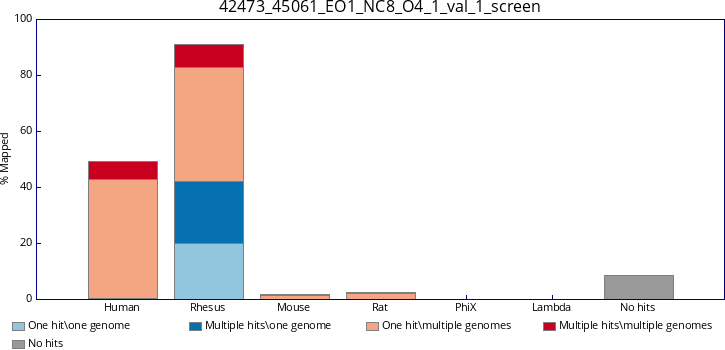 42473_45061_EO1_NC8_O4_1_val_1_screen
100
80
60
40
20
0
% Mapped
Human Rhesus Mouse Rat PhiX Lambda No hits
One hit\one genome Multiple hits\one genome One hit\multiple genomes Multiple hits\multiple genomes
No hits